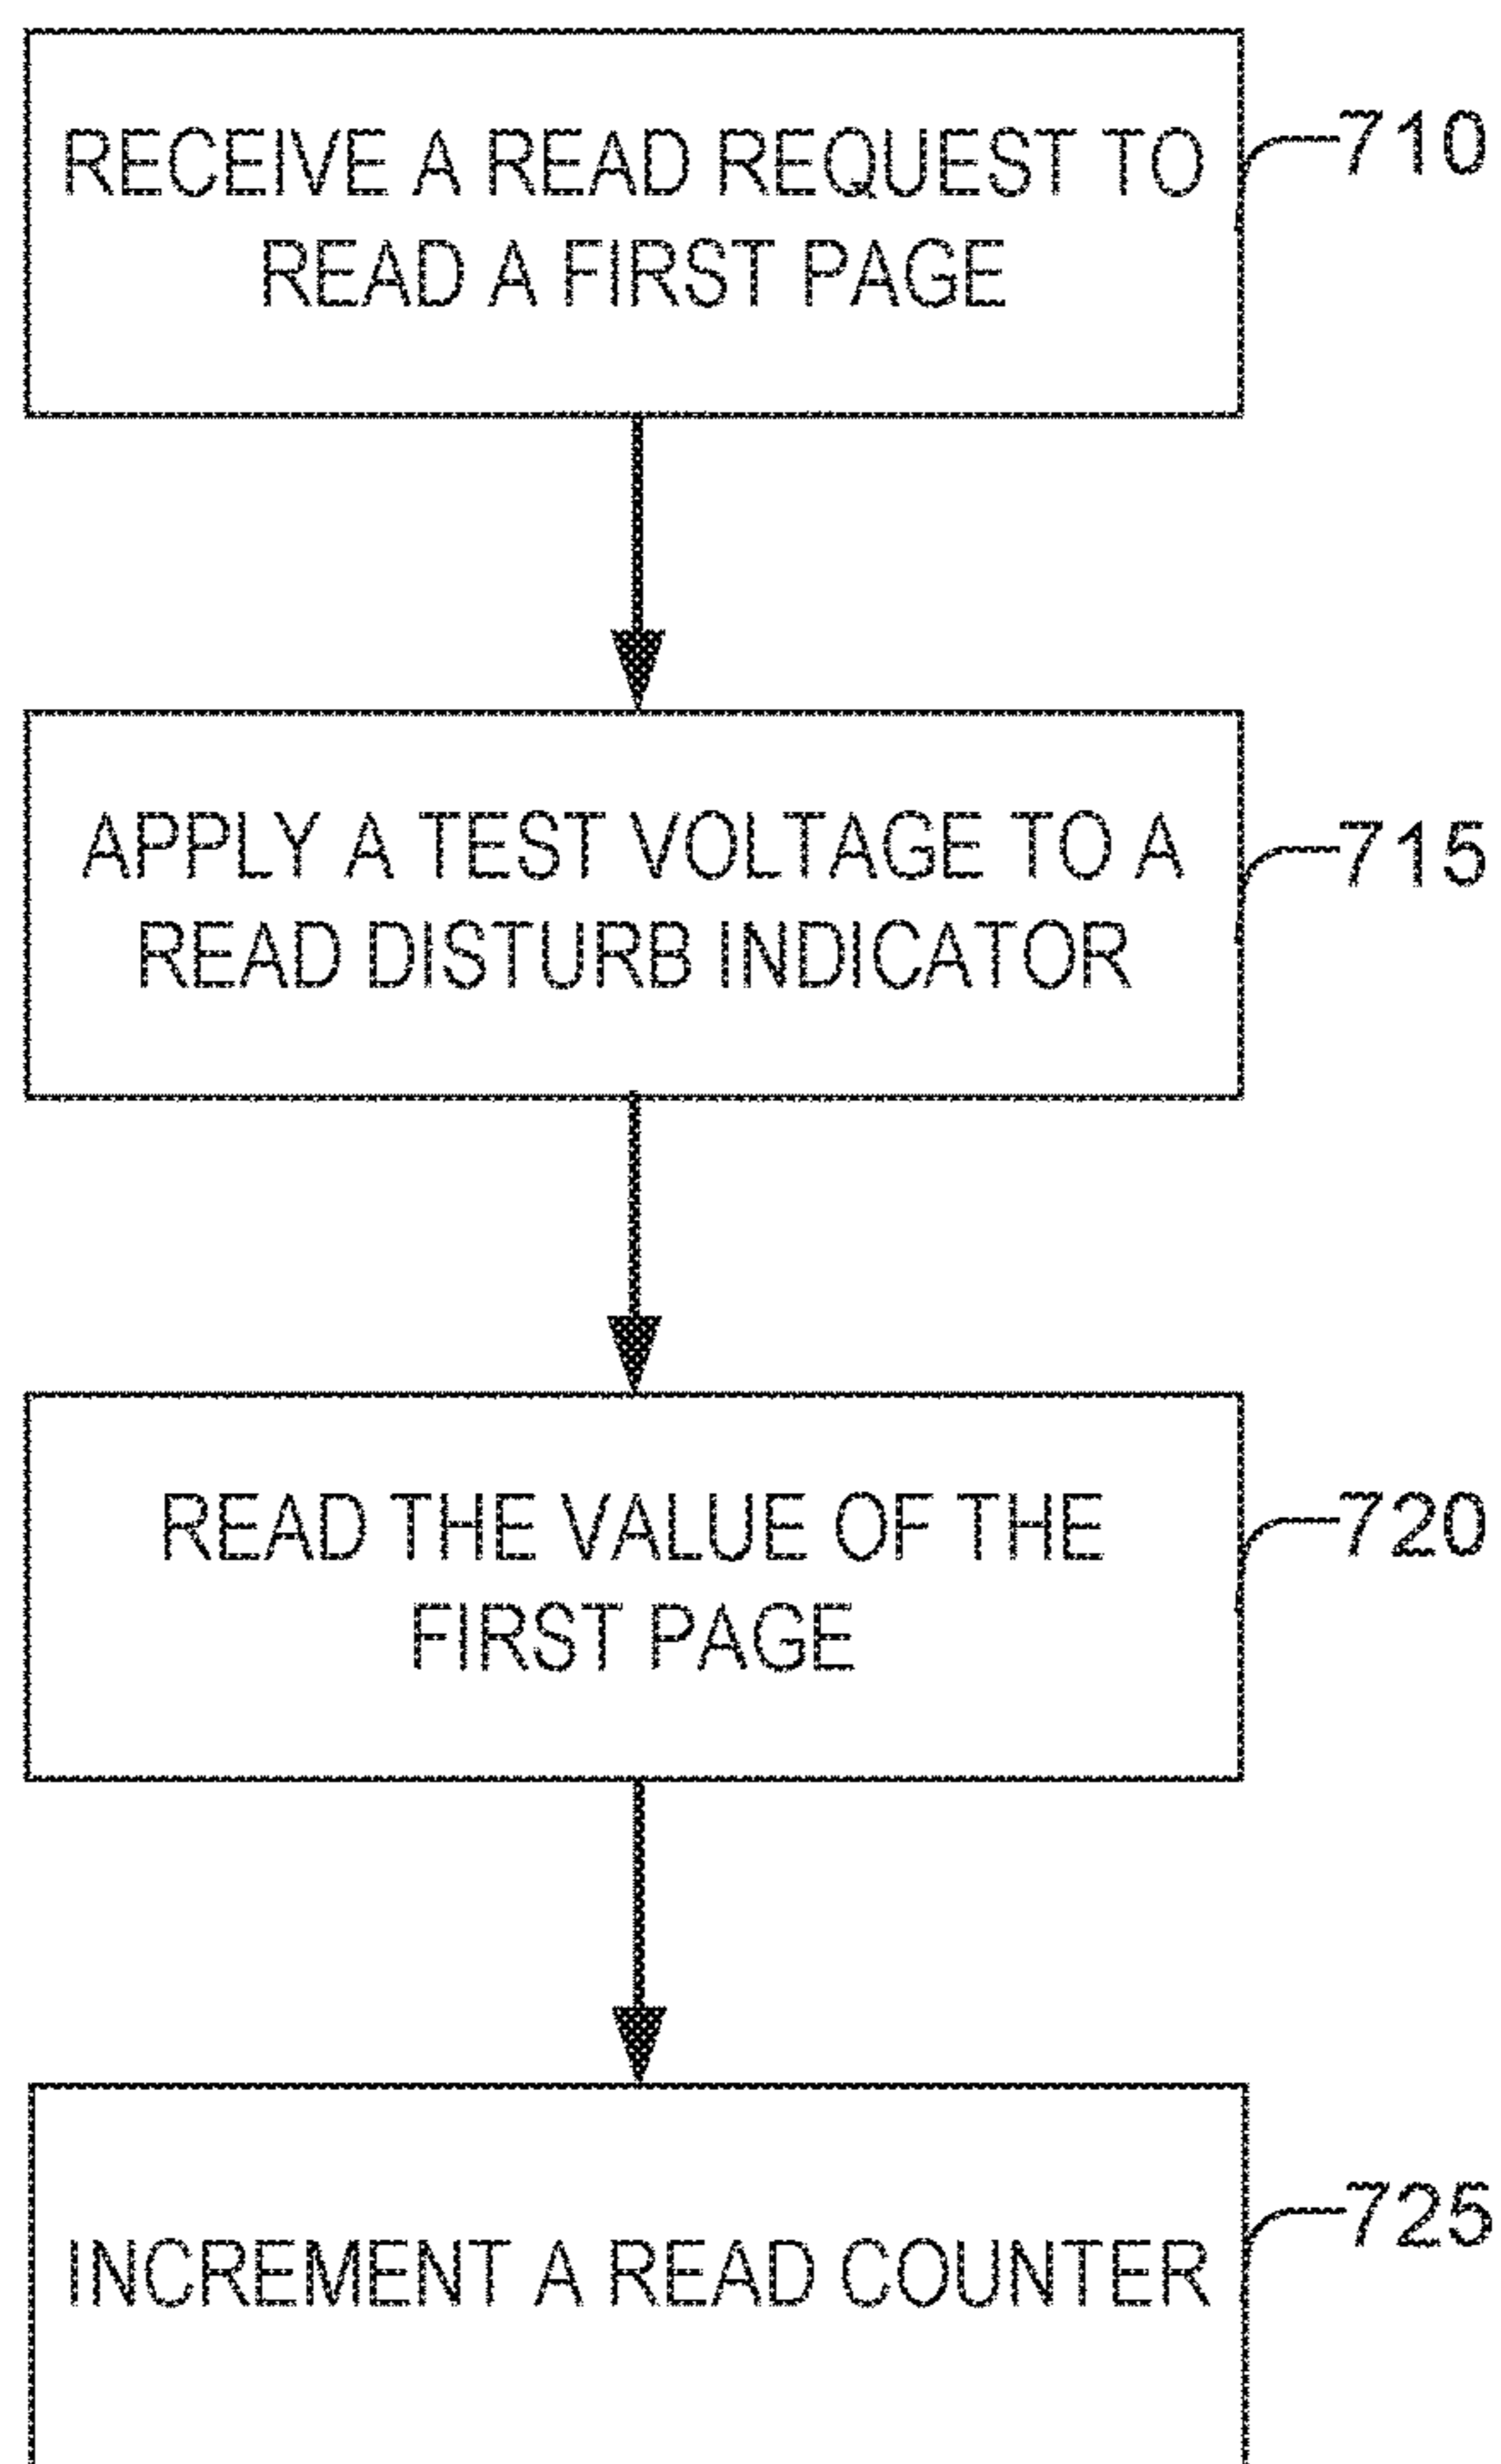 RECEIVE A READ REQUEST TO
READ A FIRST PAGE
710
APPLY A TEST VOLTAGE TO A
READ DISTURB INDICATOR
715
READ THE VALUE OF THE
FIRST PAGE
720
INCREMENT A READ COUNTER
725